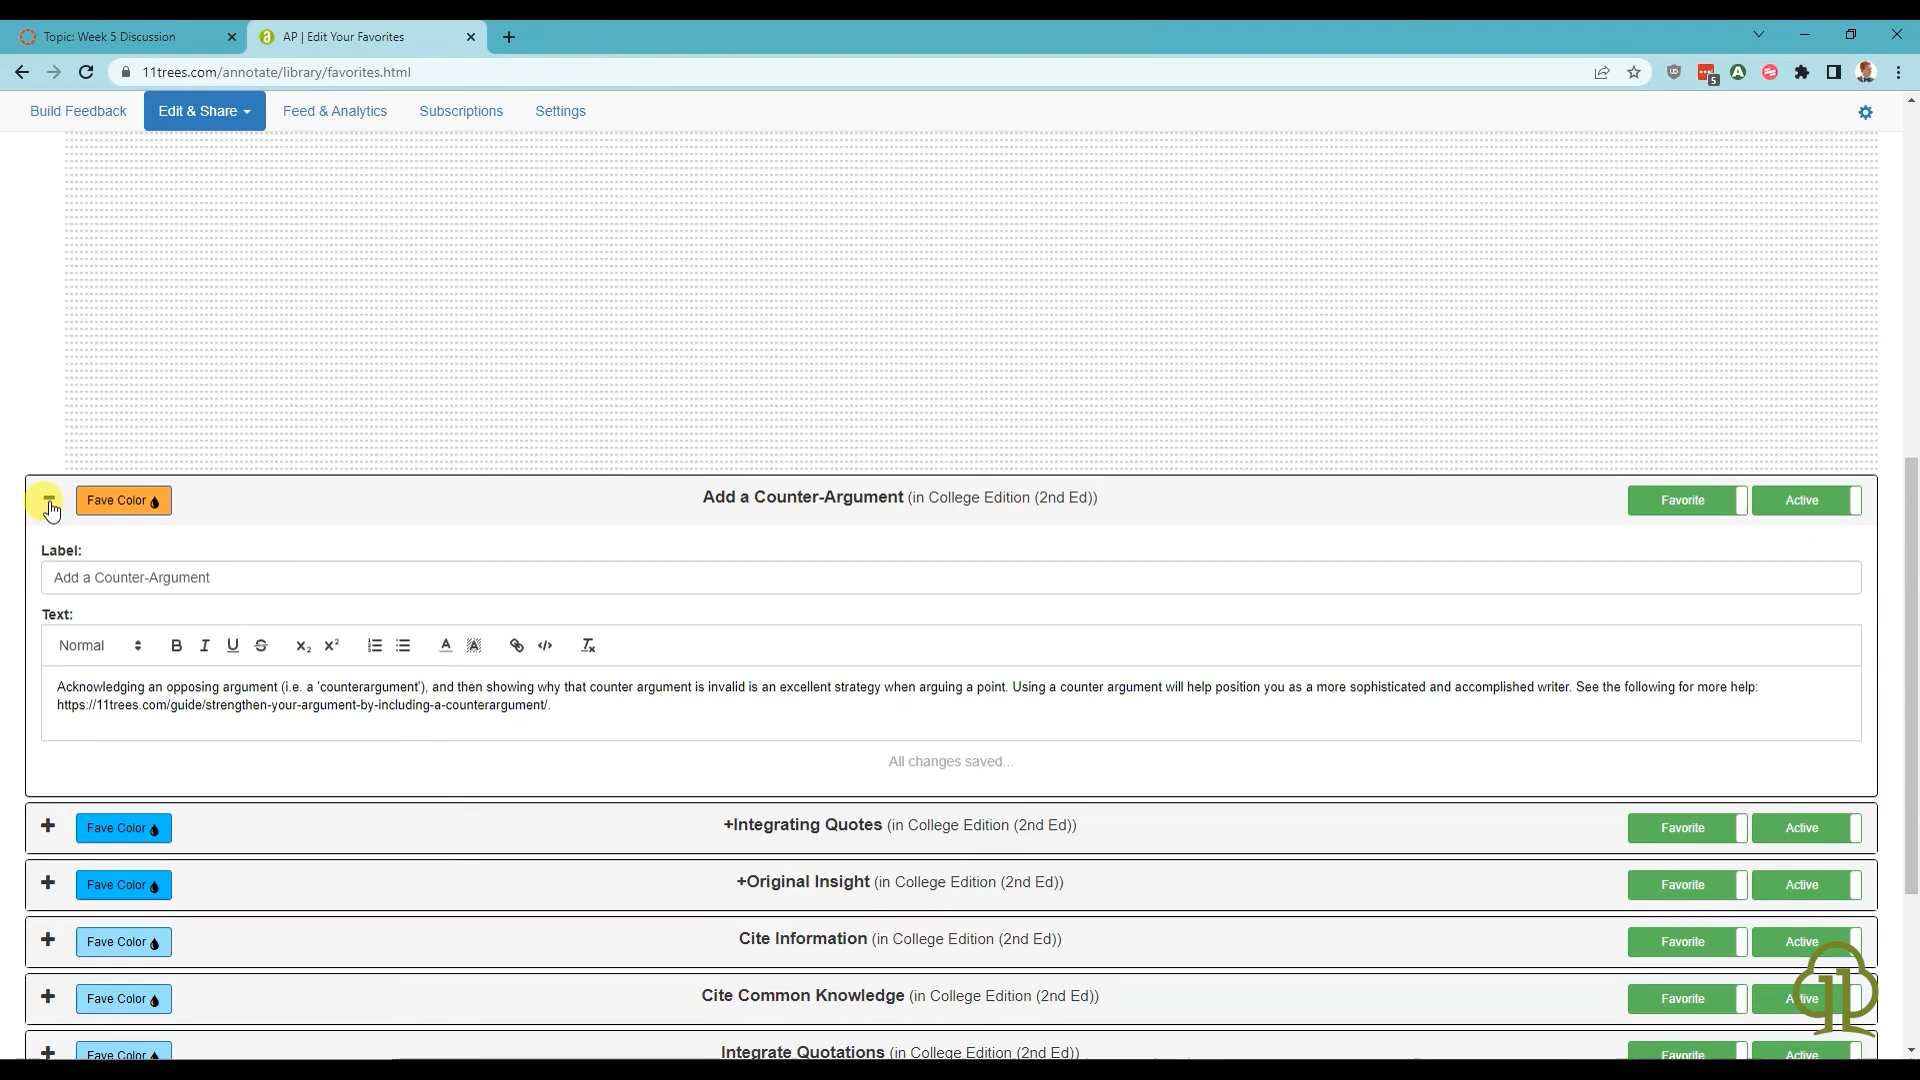 Topic: Week 5 Discussion
AP | Edit Your Favorites
11trees.com/annotate/library/favorites.html
5
Build Feedback
Edit & Share
Feed & Analytics
Subscriptions
Settings
Fave Color
Add a Counter-Argument (in College Edition (2nd Ed))
Favorite
Active
Label:
Add a Counter-Argument
Text:
Normal
Acknowledging an opposing argument (i.e. a 'counterargument'), and then showing why that counter argument is invalid is an excellent strategy when arguing a point. Using a counter argument will help position you as a more sophisticated and accomplished writer. See the following for more help:
https://11trees.com/guide/strengthen-your-argument-by-including-a-counterargument/.
All changes saved...
Fave Color
+Integrating Quotes (in College Edition (2nd Ed))
Favorite
Active
Fave Color
+Original Insight (in College Edition (2nd Ed))
Favorite
Active
Fave Color
Cite Information (in College Edition (2nd Ed))
Favorite
Active
Fave Color
Cite Common Knowledge (in College Edition (2nd Ed))
Favorite
Active
Fave Color
Integrate Quotations (in College Edition (2nd Ed))
Favorite
Active